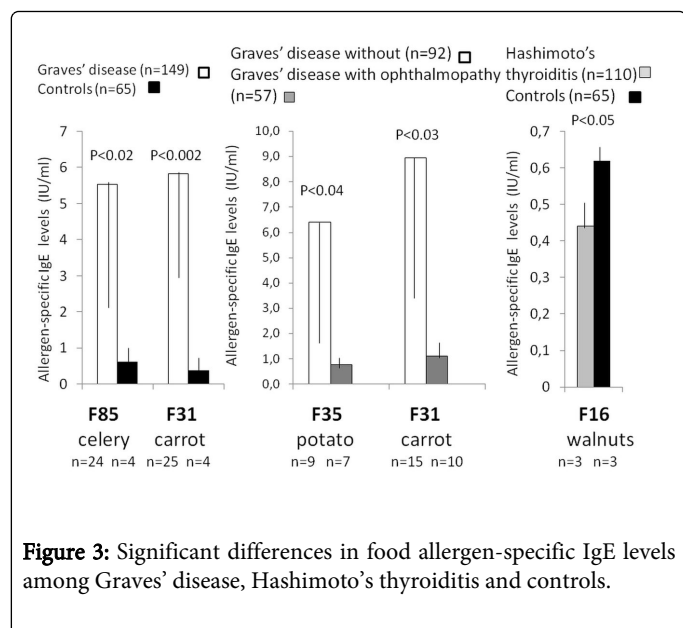 Graves' disease (n=149)
Controls (n=65)
Graves' disease without (n=92)
Graves' disease with ophthalmopathy
(n=57)
Hashimoto's
thyroiditis (n=110)
Controls (n=65)
Allergen-specific IgE levels (IU/ml)
6
5
4
3
2
1
0
P<0.02
P<0.002
F85
celery
n=24 n=4
F31
carrot
n=25 n=4
Allergen-specific IgE levels (IU/ml)
10,0
9,0
8,0
7,0
6,0
5,0
4,0
3,0
2,0
1,0
0,0
P<0.04
P<0.03
F35
potato
n=9 n=7
F31
carrot
n=15 n=10
Allergen-specific IgE levels (IU/ml)
0,7
0,6
0,5
0,4
0,3
0,2
0,1
0
P<0.05
F16
walnuts
n=3 n=3
Figure 3: Significant differences in food allergen-specific IgE levels
among Graves' disease, Hashimoto's thyroiditis and controls.